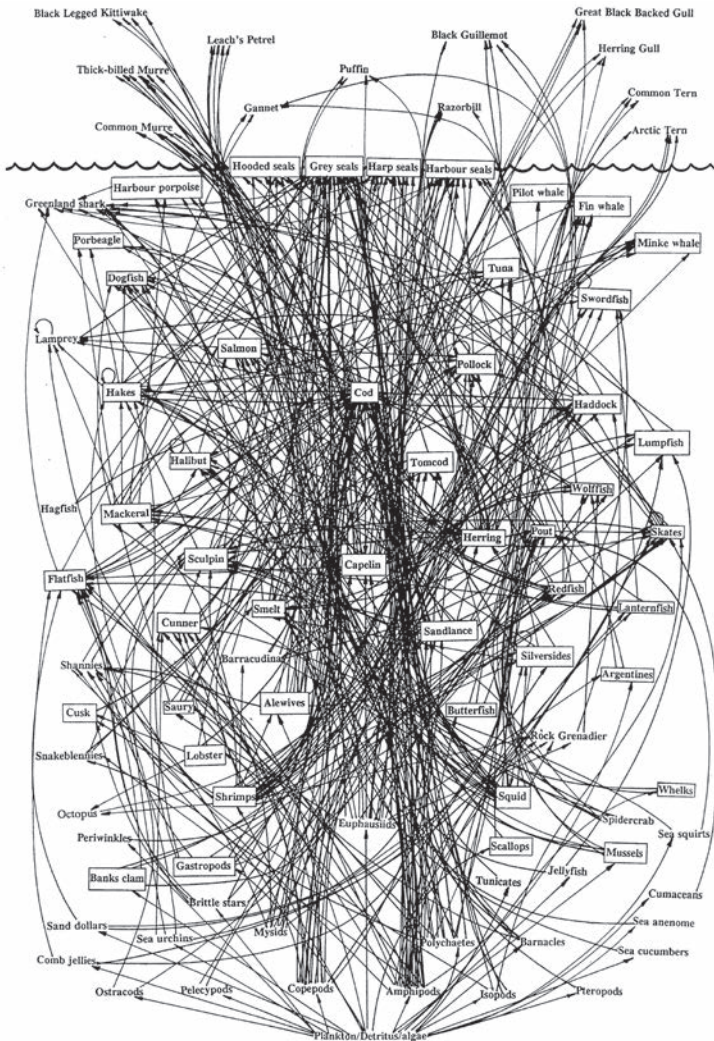 Black Legged Kittiwake
Great Black Backed Gull
Leach's Petrel
Black Guillemot
Herring Gull
Thick-billed Murre
Puffin
Common Tern
Gannet
Razorbill
Common Murre
Arctic Tern
Hooded seals
Grey seals
Harp seals
Harbour seals
Harbour porpoise
Pilot whale
Greenland shark
Fin whale
Porbeagle
Minke whale
Dogfish
Tuna
Swordfish
Lamprey
Salmon
Pollock
Hakes
Cod
Haddock
Lumpfish
Halibut
Tomcod
Wolffish
Hagfish
Mackeral
Herring
Pout
Skates
Sculpin
Capelin
Flatfish
Redfish
Smelt
Lanternfish
Cunner
Sandlance
Shannies
Barracudina
Silversides
Argentines
Cusk
Saury
Alewives
Butterfish
Rock Grenadier
Snakeblennies
Lobster
Shrimps
Squid
Whelks
Octopus
Euphausiids
Spidercrab
Periwinkles
Sea squirts
Scallops
Gastropods
Mussels
Banks clam
Jellyfish
Tunicates
Brittle stars
Cumaceans
Sand dollars
Mysids
Sea anenome
Sea urchins
Polychaetes
Barnacles
Comb jellies
Sea cucumbers
Ostracods
Pelecypods
Copepods
Amphipods
Isopods
Pteropods
Plankton/Detritus/algae